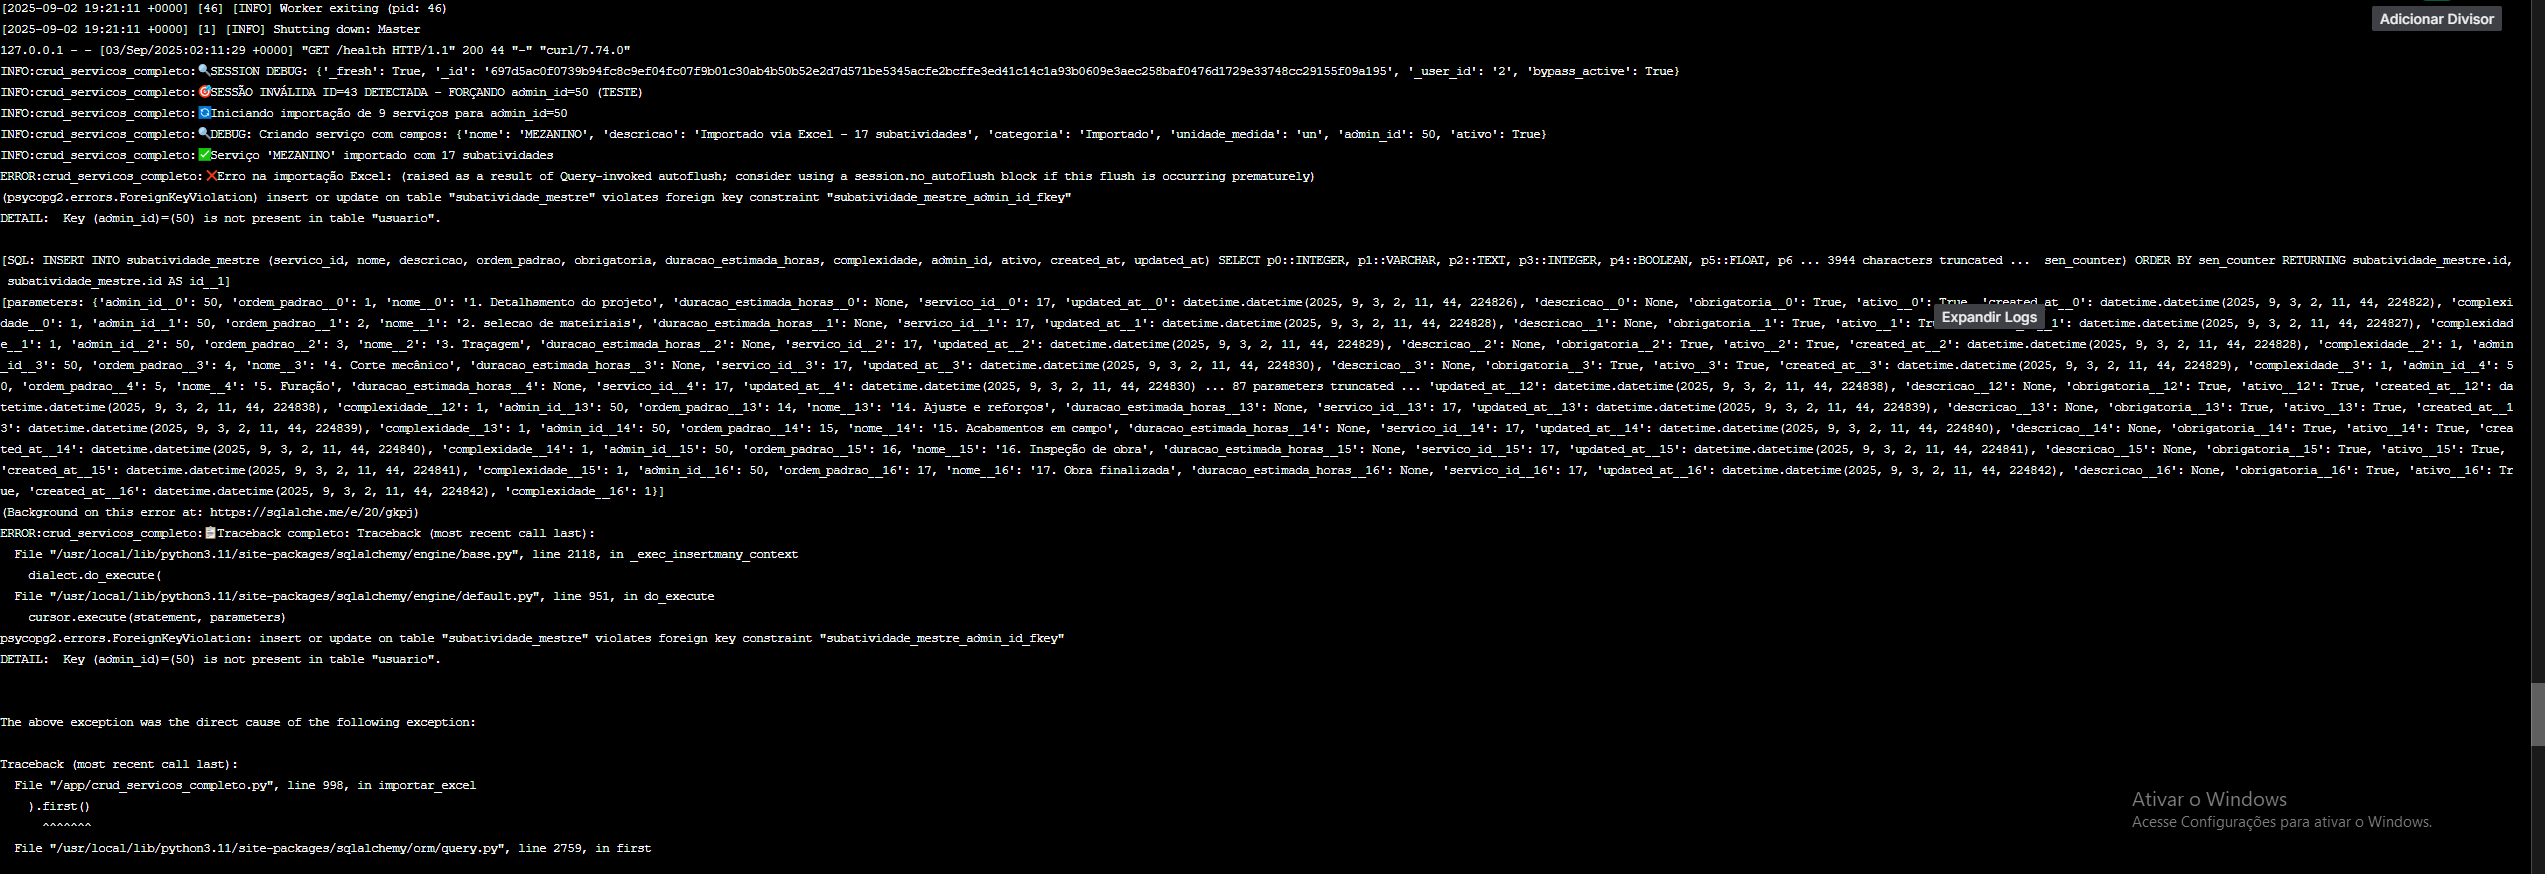 [2025-09-02 19:21:11 +0000] [46] [INFO] Worker exiting (pid: 46)
[2025-09-02 19:21:11 +0000] [1] [INFO] Shutting down: Master
Adicionar Divisor
127.0.0.1 - - [03/Sep/2025:02:11:29 +0000] "GET /health HTTP/1.1" 200 44 "-" "curl/7.74.0"
INFO:crud_servicos_completo:🔍SESSION DEBUG: {'_fresh': True, '_id': '697d5ac0f0739b94fc8c9ef04fc07f9b01c30ab4b50b52e2d7d571be5345acfe2bcffe3ed41c14c1a93b0609e3aec258baf0476d1729e33748cc29155f09a195', '_user_id': '2', 'bypass_active': True}
INFO:crud_servicos_completo:🎯SESSÃO INVÁLIDA ID=43 DETECTADA - FORÇANDO admin_id=50 (TESTE)
INFO:crud_servicos_completo:🔄Iniciando importação de 9 serviços para admin_id=50
INFO:crud_servicos_completo:🔍DEBUG: Criando serviço com campos: {'nome': 'MEZANINO', 'descricao': 'Importado via Excel - 17 subatividades', 'categoria': 'Importado', 'unidade_medida': 'un', 'admin_id': 50, 'ativo': True}
INFO:crud_servicos_completo:✅Serviço 'MEZANINO' importado com 17 subatividades
ERROR:crud_servicos_completo:❌Erro na importação Excel: (raised as a result of Query-invoked autoflush; consider using a session.no_autoflush block if this flush is occurring prematurely)
(psycopg2.errors.ForeignKeyViolation) insert or update on table "subatividade_mestre" violates foreign key constraint "subatividade_mestre_admin_id_fkey"
DETAIL:  Key (admin_id)=(50) is not present in table "usuario".
[SQL: INSERT INTO subatividade_mestre (servico_id, nome, descricao, ordem_padrao, obrigatoria, duracao_estimada_horas, complexidade, admin_id, ativo, created_at, updated_at) SELECT p0::INTEGER, p1::VARCHAR, p2::TEXT, p3::INTEGER, p4::BOOLEAN, p5::FLOAT, p6 ... 3944 characters truncated ...  sen_counter) ORDER BY sen_counter RETURNING subatividade_mestre.id,
subatividade_mestre.id AS id__1]
[parameters: {'admin_id__0': 50, 'ordem_padrao__0': 1, 'nome__0': '1. Detalhamento do projeto', 'duracao_estimada_horas__0': None, 'servico_id__0': 17, 'updated_at__0': datetime.datetime(2025, 9, 3, 2, 11, 44, 224826), 'descricao__0': None, 'obrigatoria__0': True, 'ativo__0': True, 'created_at__0': datetime.datetime(2025, 9, 3, 2, 11, 44, 224822), 'complexi
dade__0': 1, 'admin_id__1': 50, 'ordem_padrao__1': 2, 'nome__1': '2. selecao de mateiriais', 'duracao_estimada_horas__1': None, 'servico_id__1': 17, 'updated_at__1': datetime.datetime(2025, 9, 3, 2, 11, 44, 224828), 'descricao__1': None, 'obrigatoria__1': True, 'ativo__1': Tr Expandir Logs __1': datetime.datetime(2025, 9, 3, 2, 11, 44, 224827), 'complexidad
e__1': 1, 'admin_id__2': 50, 'ordem_padrao__2': 3, 'nome__2': '3. Traçagem', 'duracao_estimada_horas__2': None, 'servico_id__2': 17, 'updated_at__2': datetime.datetime(2025, 9, 3, 2, 11, 44, 224829), 'descricao__2': None, 'obrigatoria__2': True, 'ativo__2': True, 'created_at__2': datetime.datetime(2025, 9, 3, 2, 11, 44, 224828), 'complexidade__2': 1, 'admin
_id__3': 50, 'ordem_padrao__3': 4, 'nome__3': '4. Corte mecânico', 'duracao_estimada_horas__3': None, 'servico_id__3': 17, 'updated_at__3': datetime.datetime(2025, 9, 3, 2, 11, 44, 224830), 'descricao__3': None, 'obrigatoria__3': True, 'ativo__3': True, 'created_at__3': datetime.datetime(2025, 9, 3, 2, 11, 44, 224829), 'complexidade__3': 1, 'admin_id__4': 5
0, 'ordem_padrao__4': 5, 'nome__4': '5. Furação', 'duracao_estimada_horas__4': None, 'servico_id__4': 17, 'updated_at__4': datetime.datetime(2025, 9, 3, 2, 11, 44, 224830) ... 87 parameters truncated ... 'updated_at__12': datetime.datetime(2025, 9, 3, 2, 11, 44, 224838), 'descricao__12': None, 'obrigatoria__12': True, 'ativo__12': True, 'created_at__12': da
tetime.datetime(2025, 9, 3, 2, 11, 44, 224838), 'complexidade__12': 1, 'admin_id__13': 50, 'ordem_padrao__13': 14, 'nome__13': '14. Ajuste e reforços', 'duracao_estimada_horas__13': None, 'servico_id__13': 17, 'updated_at__13': datetime.datetime(2025, 9, 3, 2, 11, 44, 224839), 'descricao__13': None, 'obrigatoria__13': True, 'ativo__13': True, 'created_at__1
3': datetime.datetime(2025, 9, 3, 2, 11, 44, 224839), 'complexidade__13': 1, 'admin_id__14': 50, 'ordem_padrao__14': 15, 'nome__14': '15. Acabamentos em campo', 'duracao_estimada_horas__14': None, 'servico_id__14': 17, 'updated_at__14': datetime.datetime(2025, 9, 3, 2, 11, 44, 224840), 'descricao__14': None, 'obrigatoria__14': True, 'ativo__14': True, 'crea
ted_at__14': datetime.datetime(2025, 9, 3, 2, 11, 44, 224840), 'complexidade__14': 1, 'admin_id__15': 50, 'ordem_padrao__15': 16, 'nome__15': '16. Inspeção de obra', 'duracao_estimada_horas__15': None, 'servico_id__15': 17, 'updated_at__15': datetime.datetime(2025, 9, 3, 2, 11, 44, 224841), 'descricao__15': None, 'obrigatoria__15': True, 'ativo__15': True,
'created_at__15': datetime.datetime(2025, 9, 3, 2, 11, 44, 224841), 'complexidade__15': 1, 'admin_id__16': 50, 'ordem_padrao__16': 17, 'nome__16': '17. Obra finalizada', 'duracao_estimada_horas__16': None, 'servico_id__16': 17, 'updated_at__16': datetime.datetime(2025, 9, 3, 2, 11, 44, 224842), 'descricao__16': None, 'obrigatoria__16': True, 'ativo__16': Tr
ue, 'created_at__16': datetime.datetime(2025, 9, 3, 2, 11, 44, 224842), 'complexidade__16': 1}]
(Background on this error at: https://sqlalche.me/e/20/gkpj)
ERROR:crud_servicos_completo:📋Traceback completo: Traceback (most recent call last):
File "/usr/local/lib/python3.11/site-packages/sqlalchemy/engine/base.py", line 2118, in _exec_insertmany_context
dialect.do_execute(
File "/usr/local/lib/python3.11/site-packages/sqlalchemy/engine/default.py", line 951, in do_execute
cursor.execute(statement, parameters)
psycopg2.errors.ForeignKeyViolation: insert or update on table "subatividade_mestre" violates foreign key constraint "subatividade_mestre_admin_id_fkey"
DETAIL:  Key (admin_id)=(50) is not present in table "usuario".
The above exception was the direct cause of the following exception:
Traceback (most recent call last):
File "/app/crud_servicos_completo.py", line 998, in importar_excel
).first()
^^^^^^^
File "/usr/local/lib/python3.11/site-packages/sqlalchemy/orm/query.py", line 2759, in first
Ativar o Windows
Acesse Configurações para ativar o Windows.